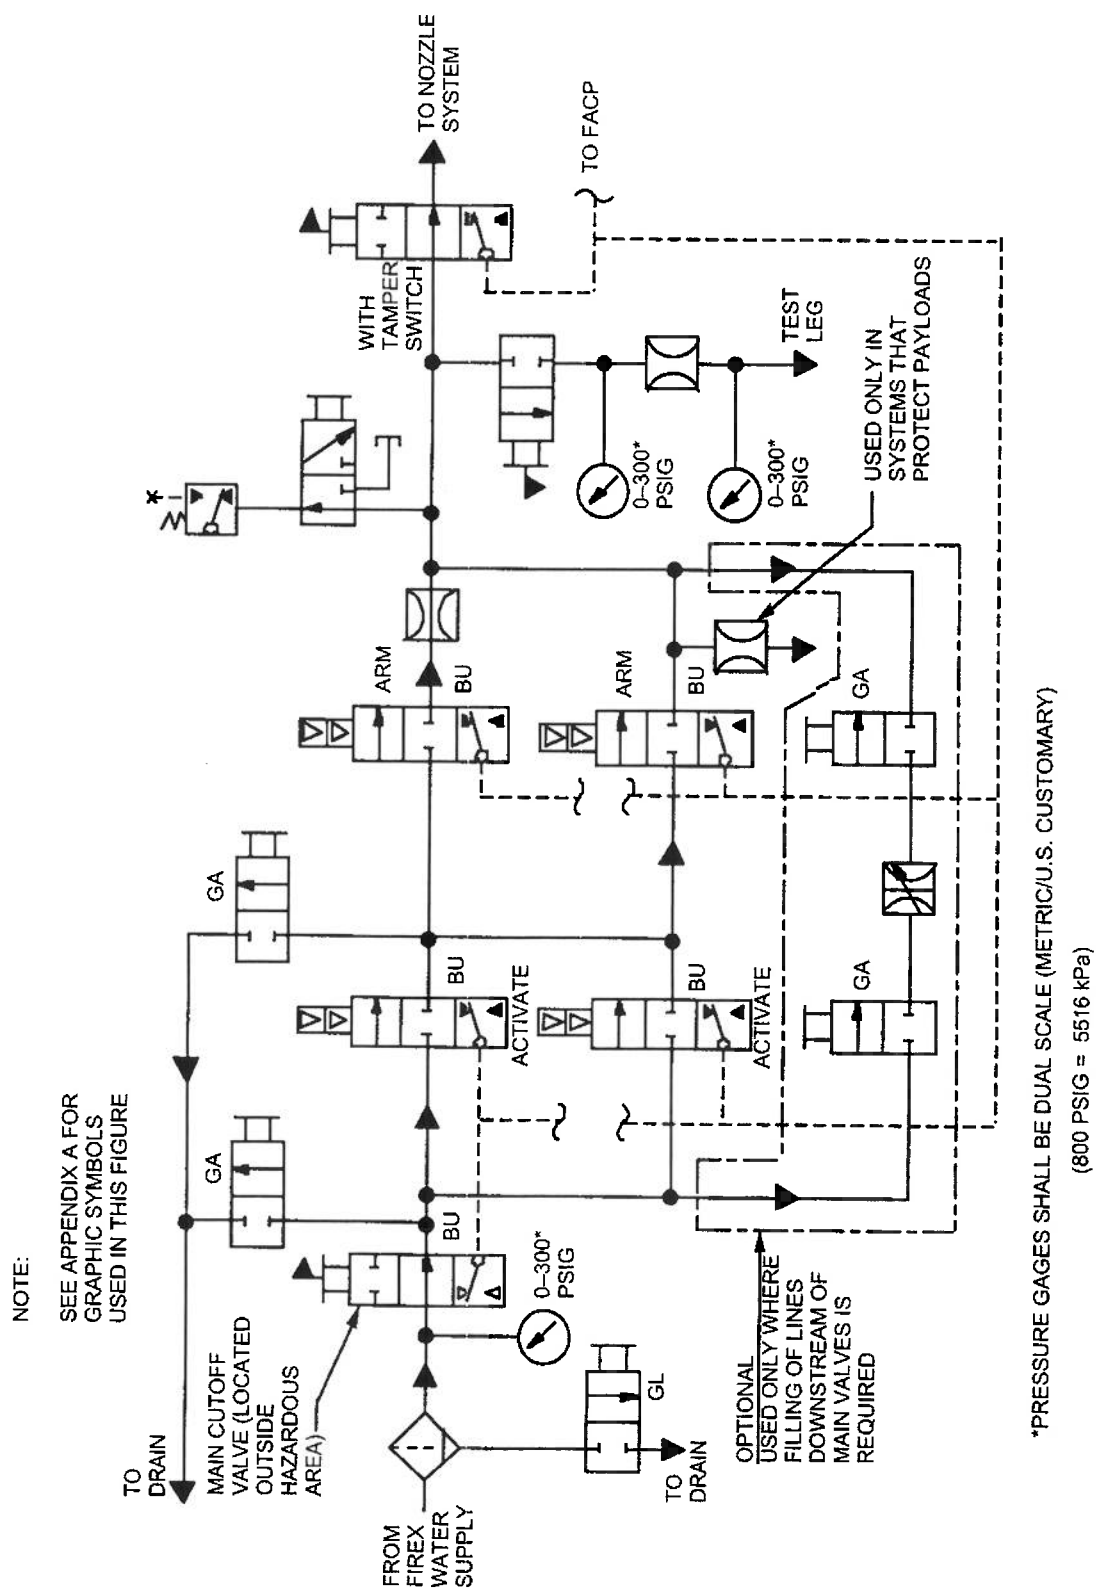 NOTE:
SEE APPENDIX A FOR
GRAPHIC SYMBOLS
USED IN THIS FIGURE
TO
DRAIN
MAIN CUTOFF
VALVE (LOCATED
OUTSIDE
HAZARDOUS
AREA)
FROM
FIREX
WATER
SUPPLY
GA
GA
BU
0–300*
PSIG
GL
TO
DRAIN
BU
ACTIVATE
BU
ACTIVATE
ARM
BU
ARM
BU
GA
GA
*
WITH
TAMPER
SWITCH
TO NOZZLE
SYSTEM
TO FACP
0–300*
PSIG
0–300*
PSIG
TEST
LEG
USED ONLY IN
SYSTEMS THAT
PROTECT PAYLOADS
OPTIONAL
USED ONLY WHERE
FILLING OF LINES
DOWNSTREAM OF
MAIN VALVES IS
REQUIRED
*PRESSURE GAGES SHALL BE DUAL SCALE (METRIC/U.S. CUSTOMARY)
(800 PSIG = 5516 kPa)